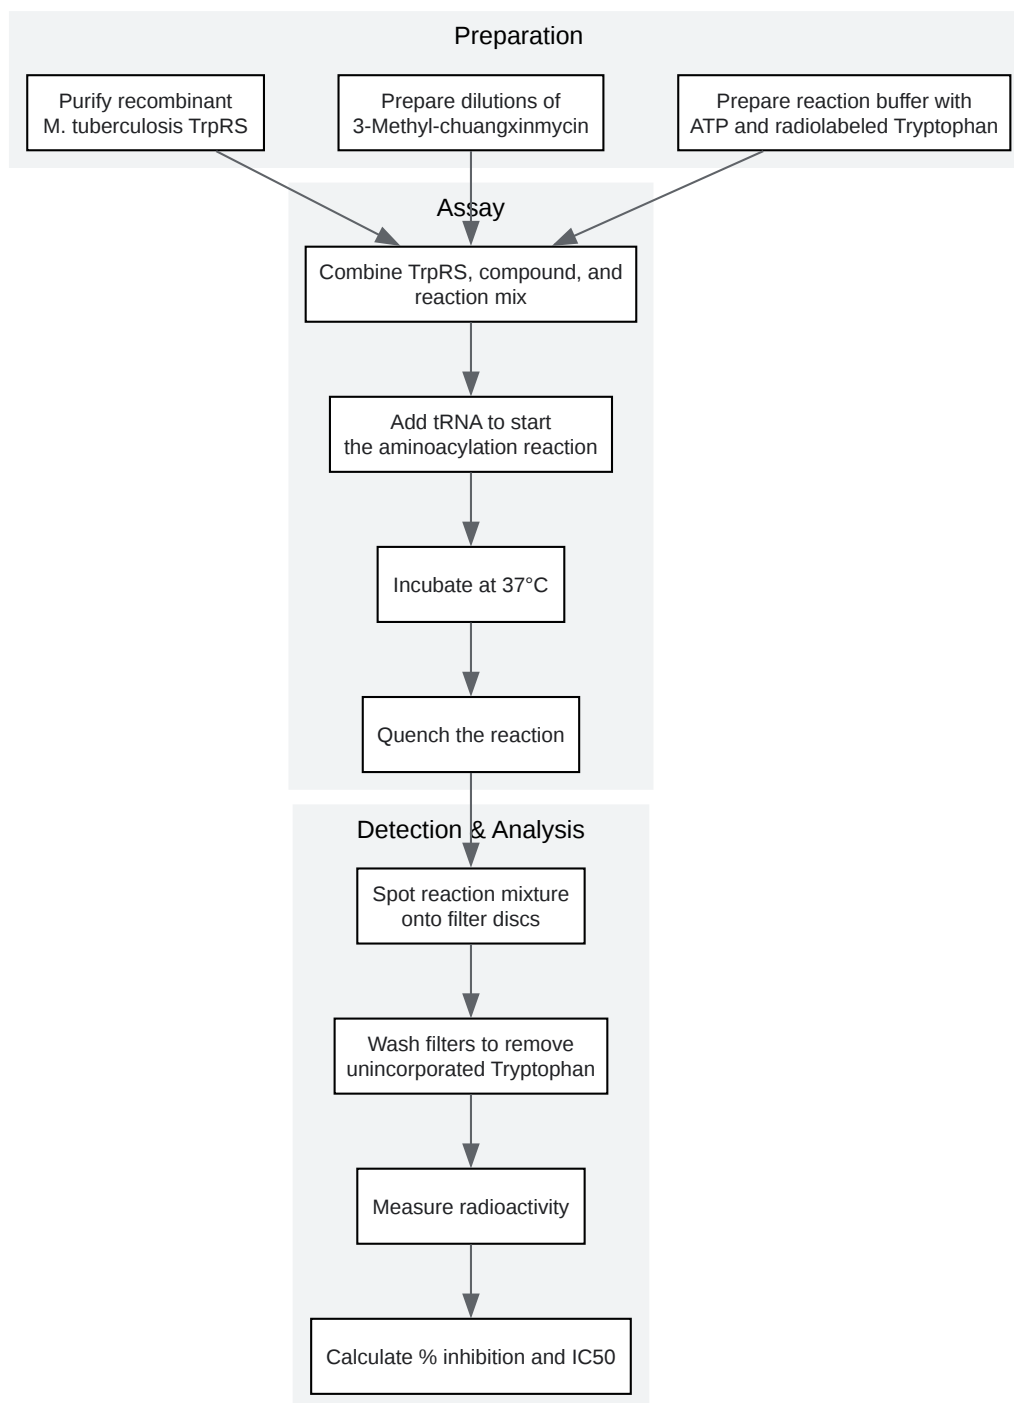 Preparation
Purify recombinant
M. tuberculosis TrpRS
Prepare dilutions of
3-Methyl-chuangxinmycin
Prepare reaction buffer with
ATP and radiolabeled Tryptophan
Assay
Combine TrpRS, compound, and
reaction mix
Add tRNA to start
the aminoacylation reaction
Incubate at 37°C
Quench the reaction
Detection & Analysis
Spot reaction mixture
onto filter discs
Wash filters to remove
unincorporated Tryptophan
Measure radioactivity
Calculate % inhibition and IC50